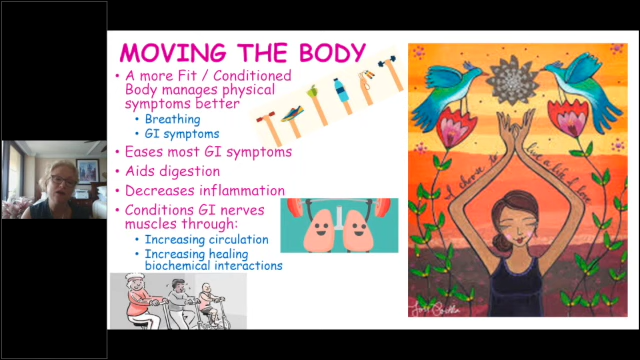 MOVING THE BODY
• A more Fit / Conditioned
Body manages physical
symptoms better
• Breathing
• GI symptoms
• Eases most GI symptoms
• Aids digestion
• Decreases inflammation
• Conditions GI nerves
muscles through:
• Increasing circulation
• Increasing healing
biochemical interactions
I choose to live a life of